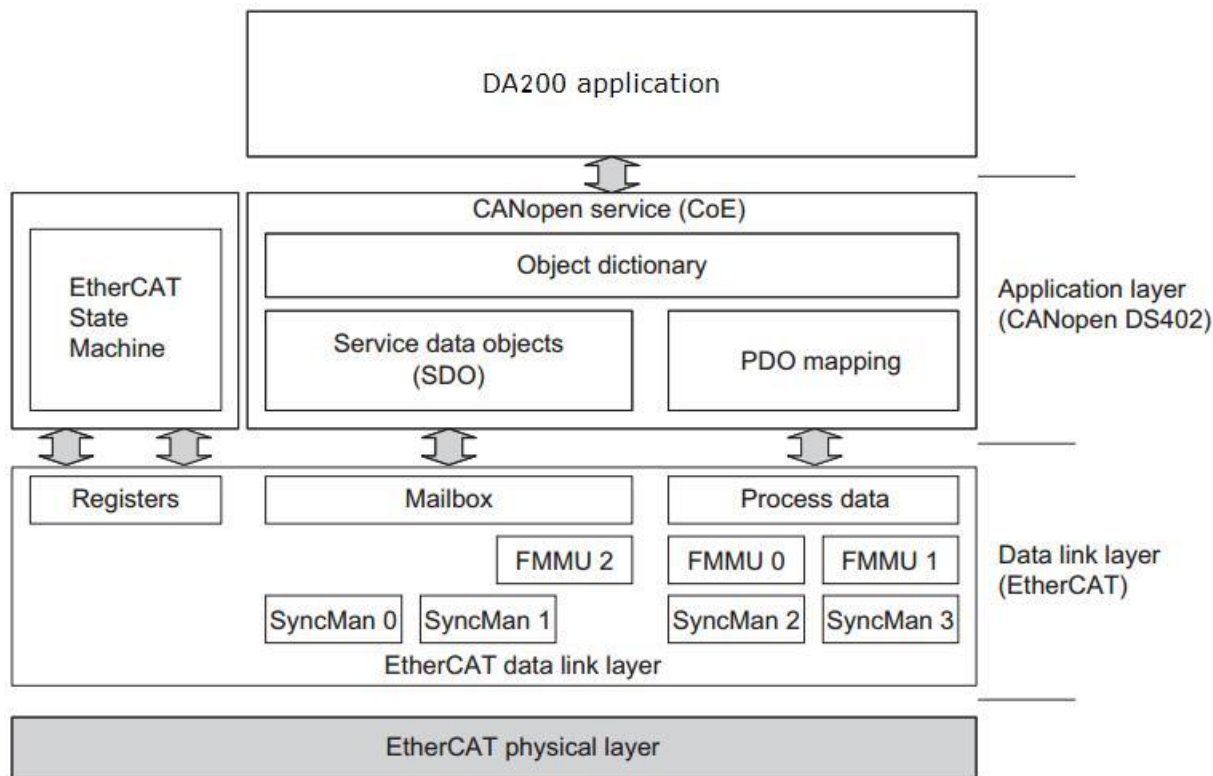 DA200 application
CANopen service (CoE)
Object dictionary
EtherCAT
State
Machine
Service data objects
(SDO)
PDO mapping
Application layer
(CANopen DS402)
Registers
Mailbox
Process data
FMMU 2
FMMU 0
FMMU 1
Data link layer
(EtherCAT)
SyncMan 0
SyncMan 1
SyncMan 2
SyncMan 3
EtherCAT data link layer
EtherCAT physical layer